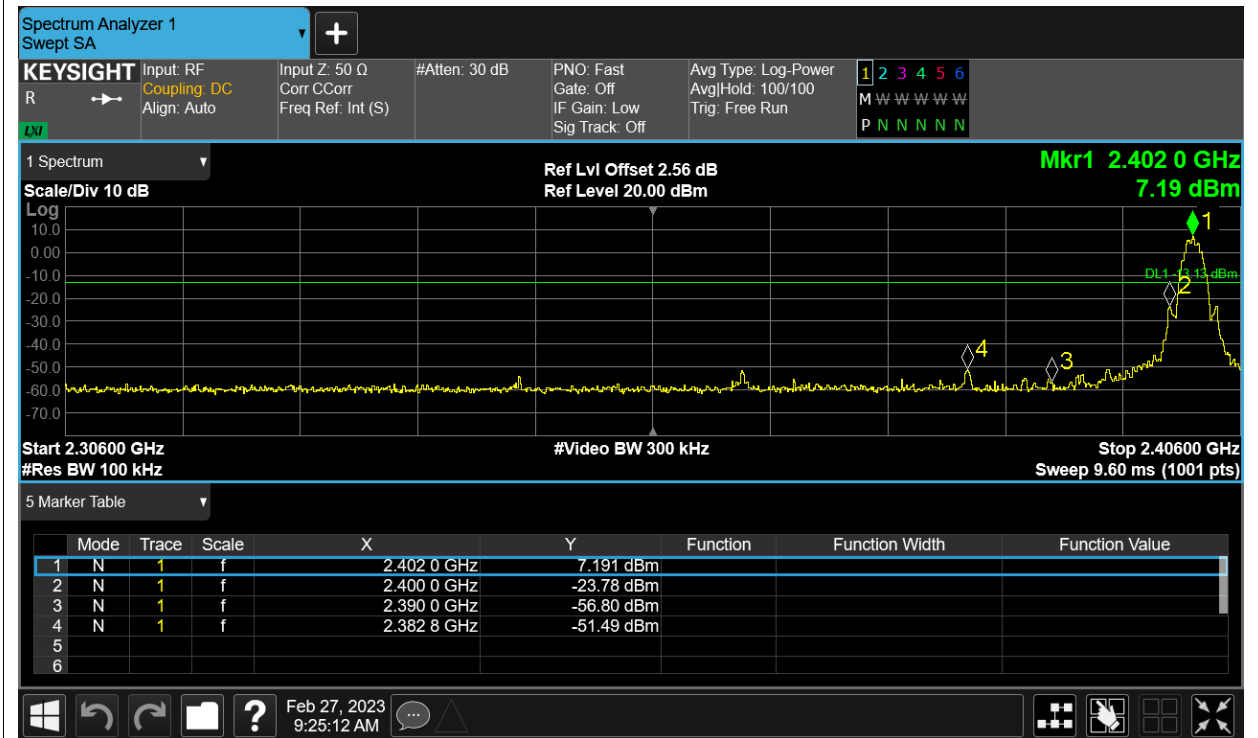 Spectrum Analyzer 1
Swept SA
+
KEYSIGHT Input: RF Input Z: 50 Ω #Atten: 30 dB PNO: Fast Avg Type: Log-Power 1 2 3 4 5 6
R Coupling: DC Corr CCorr Gate: Off Avg|Hold: 100/100 M W W W W W
Align: Auto Freq Ref: Int (S) IF Gain: Low Trig: Free Run
LXI Sig Track: Off P N N N N N N
1 Spectrum Ref Lvl Offset 2.56 dB Mkr1 2.402 0 GHz
Scale/Div 10 dB Ref Level 20.00 dBm 7.19 dBm
Log
10.0 1
0.00
-10.0 DL1 -13.13 dBm
-20.0 2
-30.0
-40.0 4
-50.0 3
-60.0
-70.0
Start 2.30600 GHz #Video BW 300 kHz Stop 2.40600 GHz
#Res BW 100 kHz Sweep 9.60 ms (1001 pts)
5 Marker Table
Mode Trace Scale X Y Function Function Width Function Value
1 N 1 f 2.402 0 GHz 7.191 dBm
2 N 1 f 2.400 0 GHz -23.78 dBm
3 N 1 f 2.390 0 GHz -56.80 dBm
4 N 1 f 2.382 8 GHz -51.49 dBm
5
6
? Feb 27, 2023
9:25:12 AM